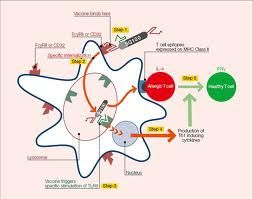 Vaccine binds here
Step 1
FcγRII or CD32
FcγRII or CD32
Specific internalization
Step 2
T cell epitopes
expressed on MHC Class II
IL-4
Step 5
IFNγ
Allergic T cell
Healthy T cell
Step 4
Production of
Th1 inducing
cytokines
Lysosome
Nucleus
Vaccine triggers
specific stimulation of TLR9
Step 3